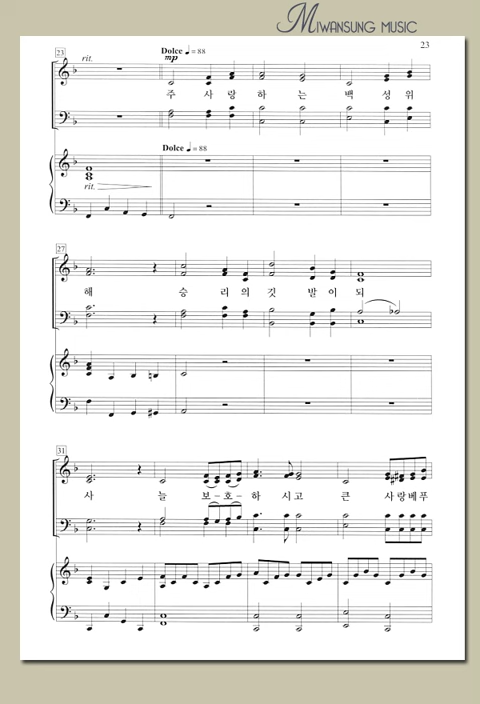 MIWANSUNG MUSIC
23
23
rit.
Dolce ♩= 88
mp
주 사 랑 하 는 백 성 위
Dolce ♩= 88
rit.
27
해 승 리 의 깃 발 이 되
31
사 늘 보 - 호 - 하 시 고 큰 사 랑 베 푸